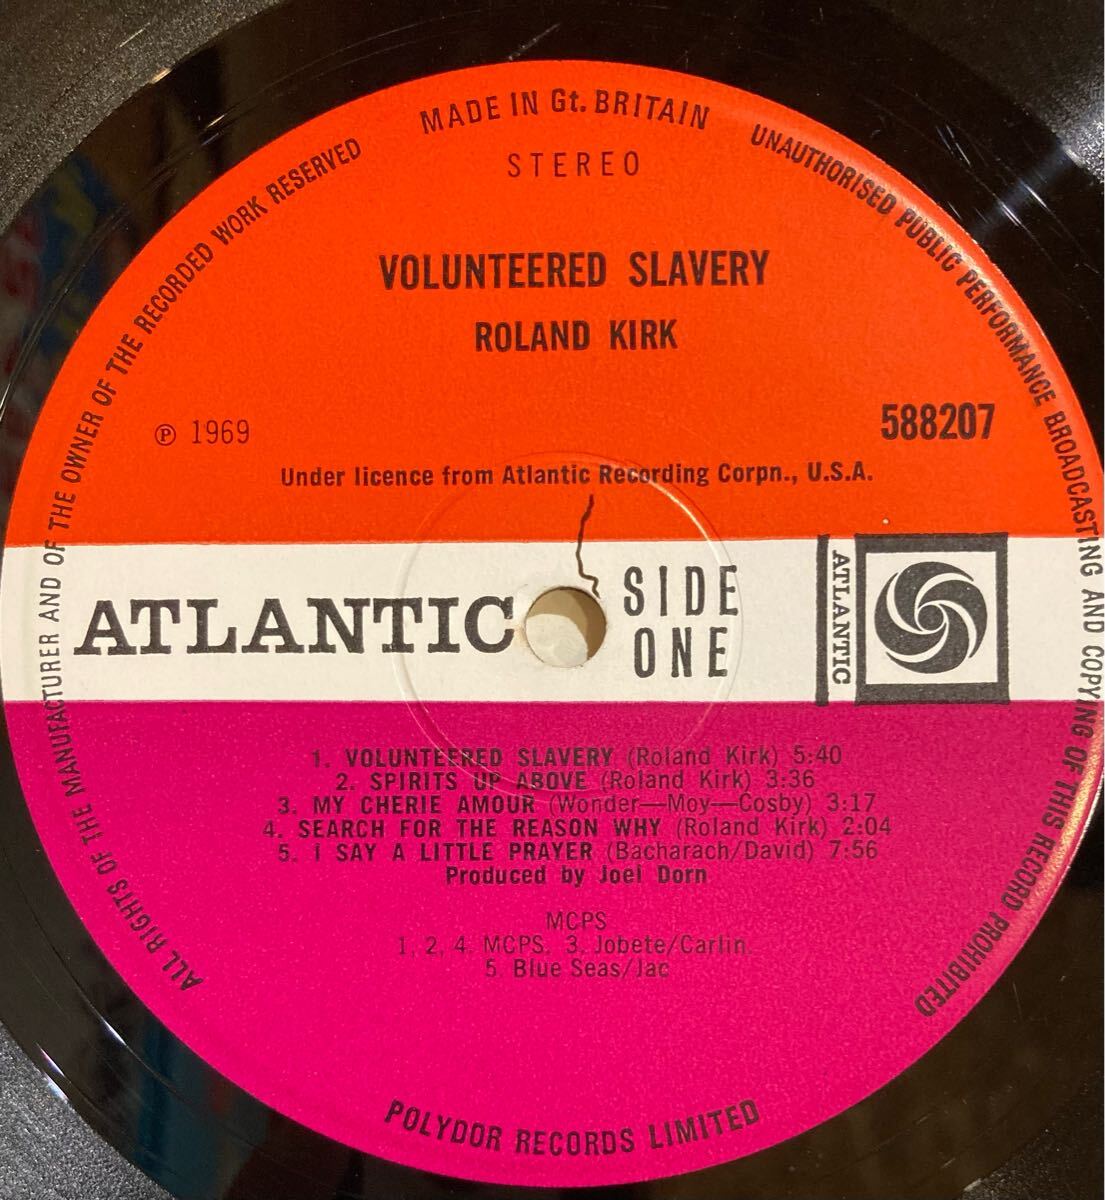 MADE IN Gt. BRITAIN
UNAUTHORISED PUBLIC PERFORMANCE BROADCASTING AND COPYING OF THIS RECORD PROHIBITED
ALL RIGHTS OF THE MANUFACTURER AND OF THE OWNER OF THE RECORDED WORK RESERVED
STEREO
VOLUNTEERED SLAVERY
ROLAND KIRK
℗ 1969
588207
Under licence from Atlantic Recording Corpn., U.S.A.
ATLANTIC
SIDE
ONE
ATLANTIC
1. VOLUNTEERED SLAVERY (Roland Kirk) 5:40
2. SPIRITS UP ABOVE (Roland Kirk) 3:36
3. MY CHERIE AMOUR (Wonder—Moy—Cosby) 3:17
4. SEARCH FOR THE REASON WHY (Roland Kirk) 2:04
5. I SAY A LITTLE PRAYER (Bacharach/David) 7:56
Produced by Joel Dorn
MCPS
1, 2, 4. MCPS. 3. Jobete/Carlin.
5. Blue Seas/Jac
POLYDOR RECORDS LIMITED